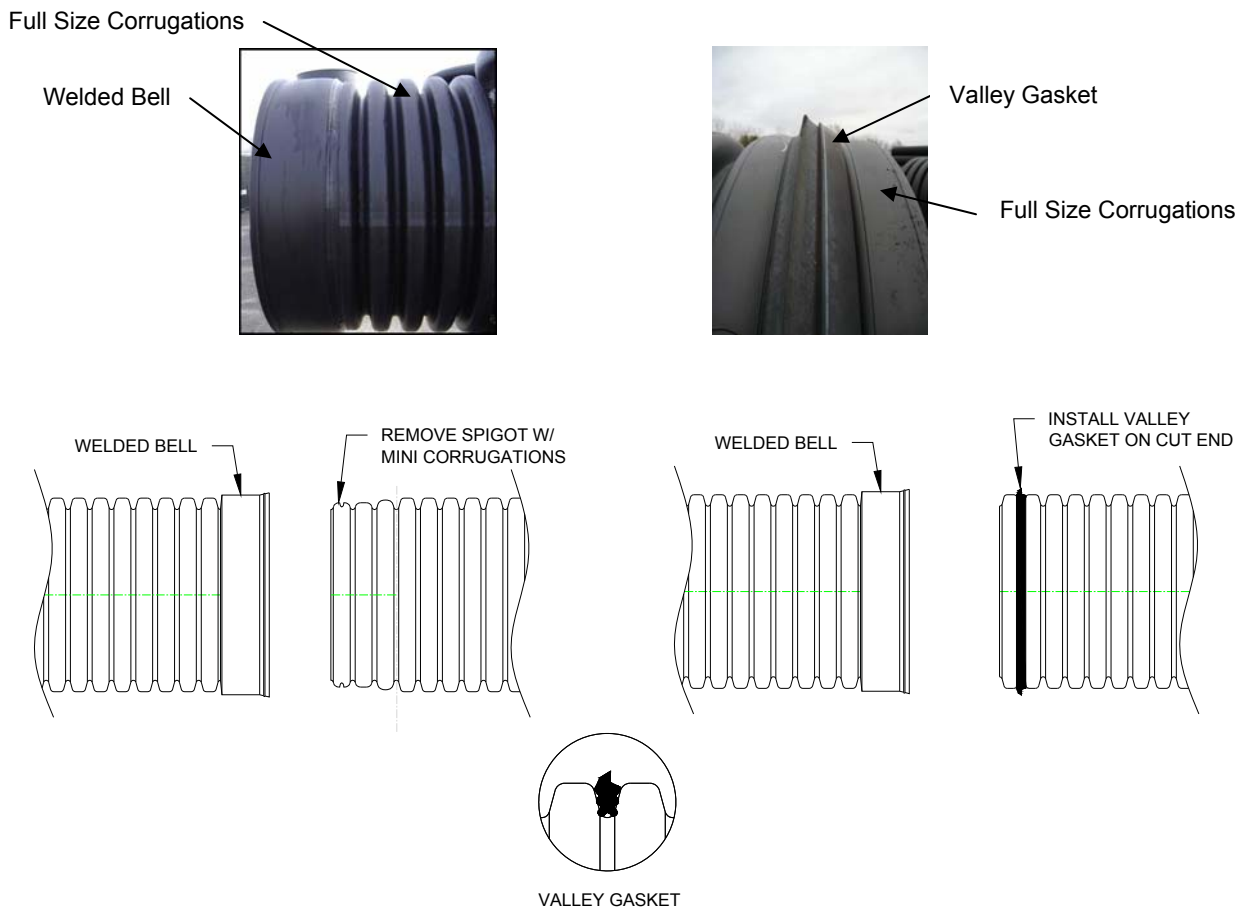 Full Size Corrugations
Welded Bell
Valley Gasket
Full Size Corrugations
WELDED BELL
REMOVE SPIGOT W/
MINI CORRUGATIONS
WELDED BELL
INSTALL VALLEY
GASKET ON CUT END
VALLEY GASKET